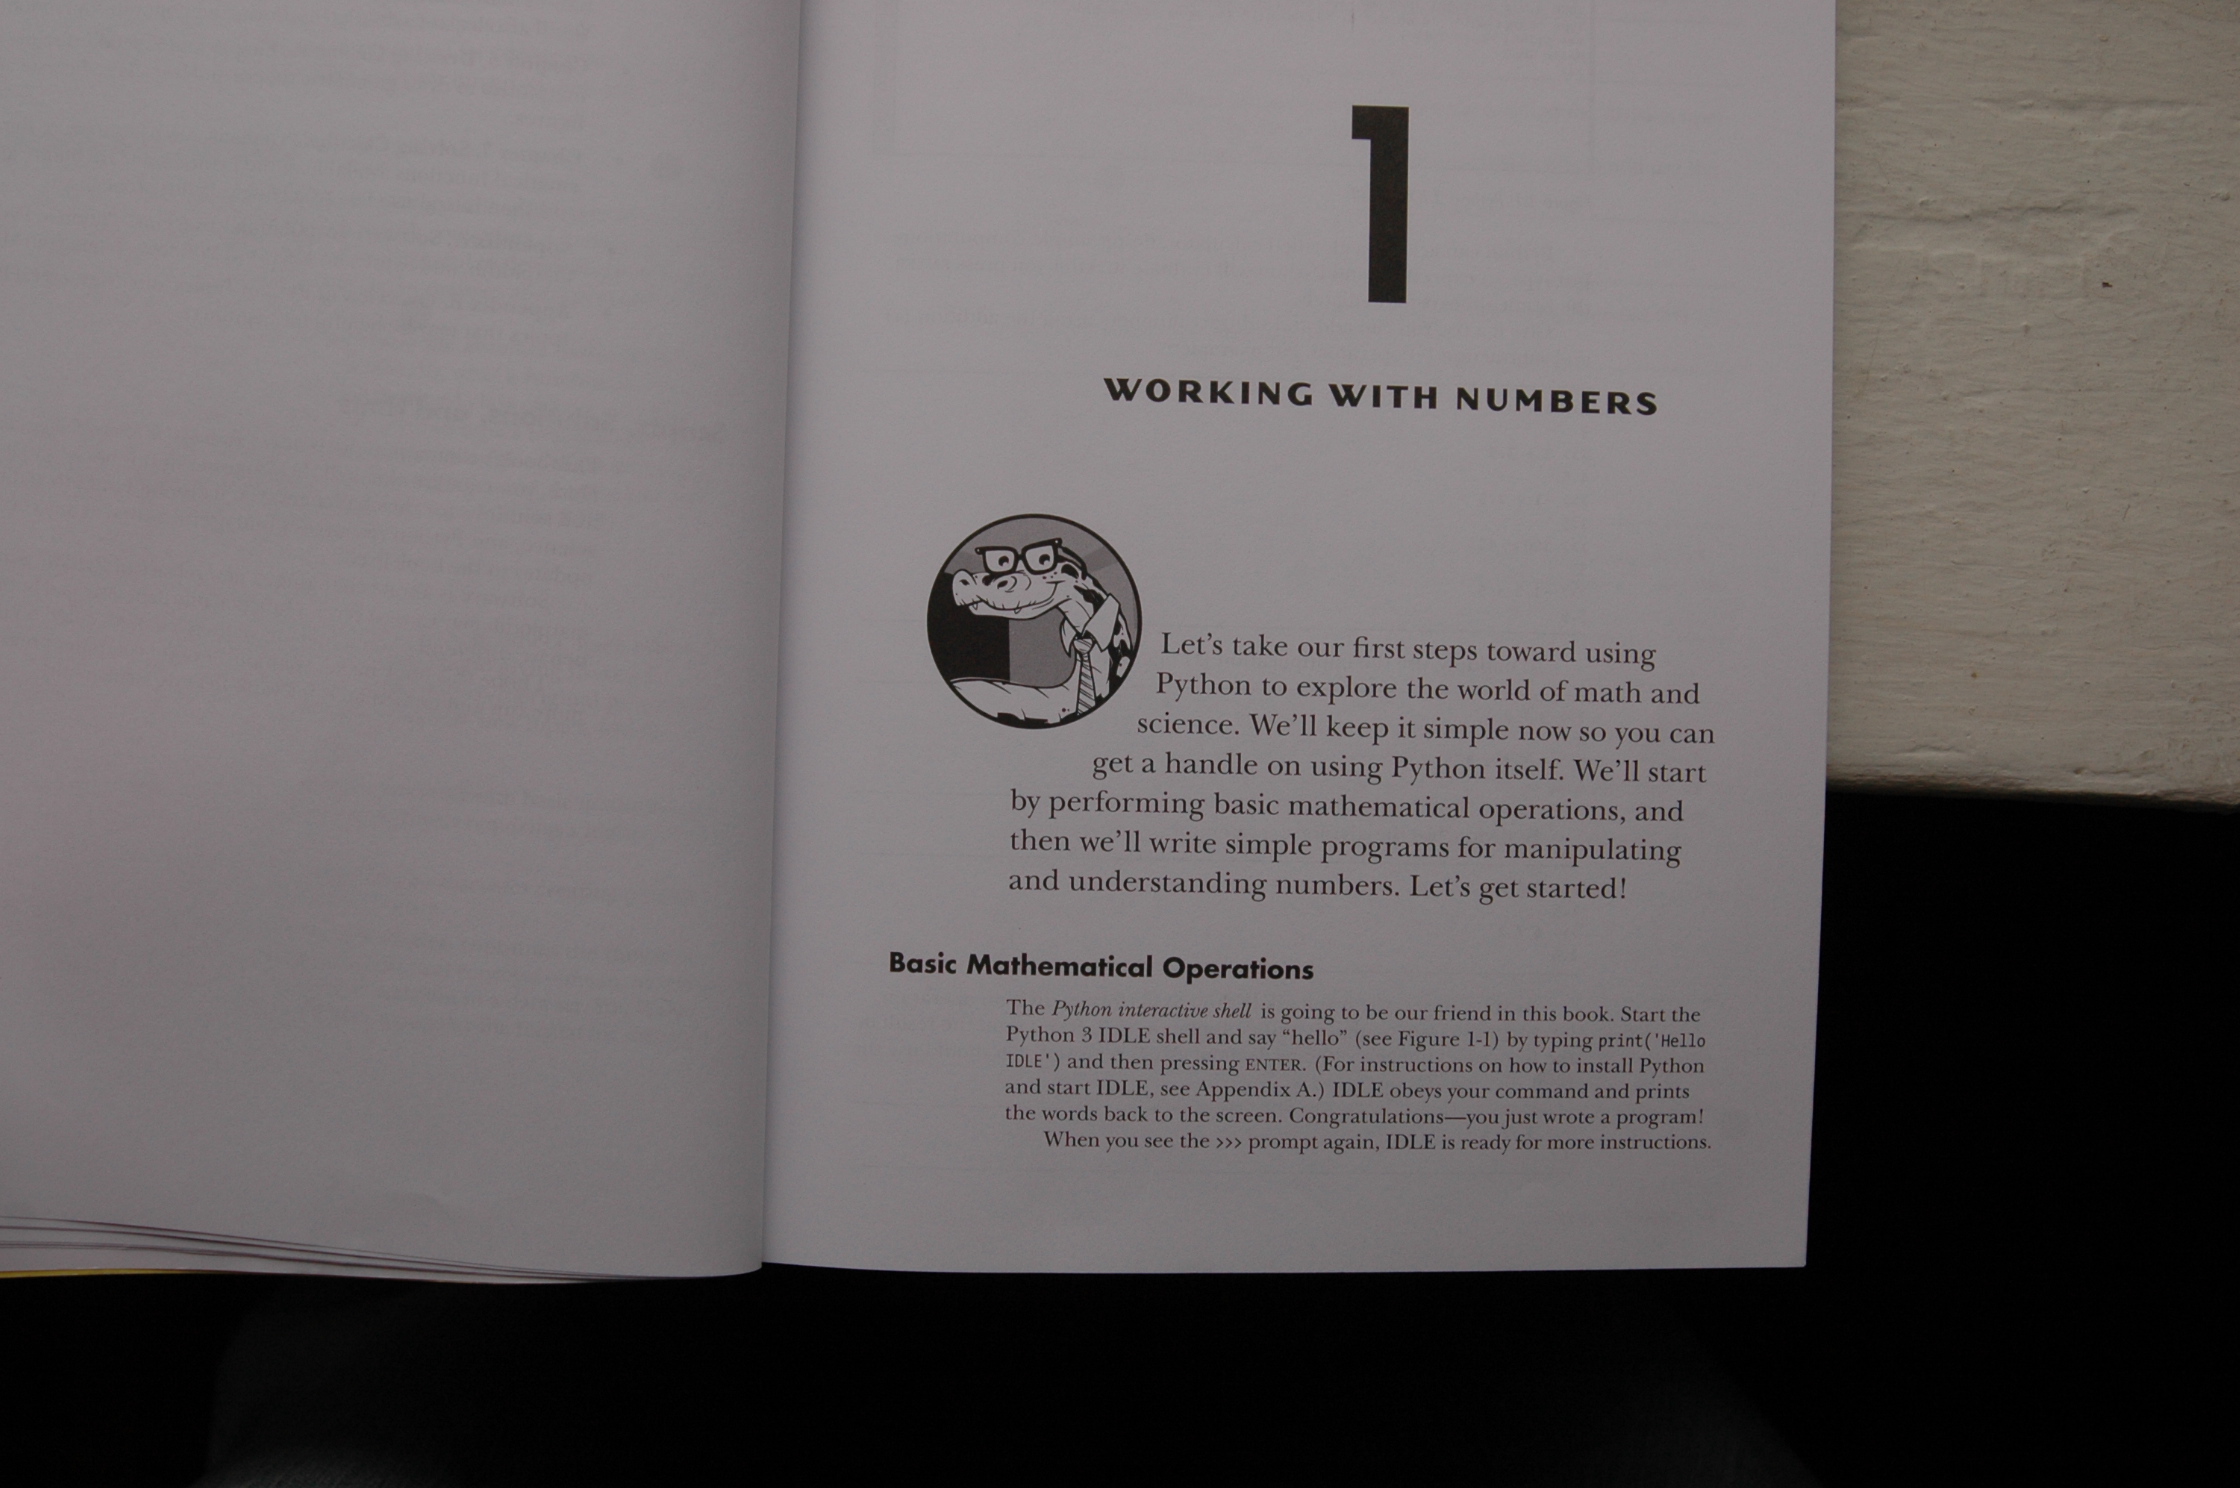 1
WORKING WITH NUMBERS
Let’s take our first steps toward using
Python to explore the world of math and
science. We’ll keep it simple now so you can
get a handle on using Python itself. We’ll start
by performing basic mathematical operations, and
then we’ll write simple programs for manipulating
and understanding numbers. Let’s get started!
Basic Mathematical Operations
The Python interactive shell is going to be our friend in this book. Start the
Python 3 IDLE shell and say “hello” (see Figure 1-1) by typing print('Hello
IDLE') and then pressing ENTER. (For instructions on how to install Python
and start IDLE, see Appendix A.) IDLE obeys your command and prints
the words back to the screen. Congratulations—you just wrote a program!
When you see the >>> prompt again, IDLE is ready for more instructions.